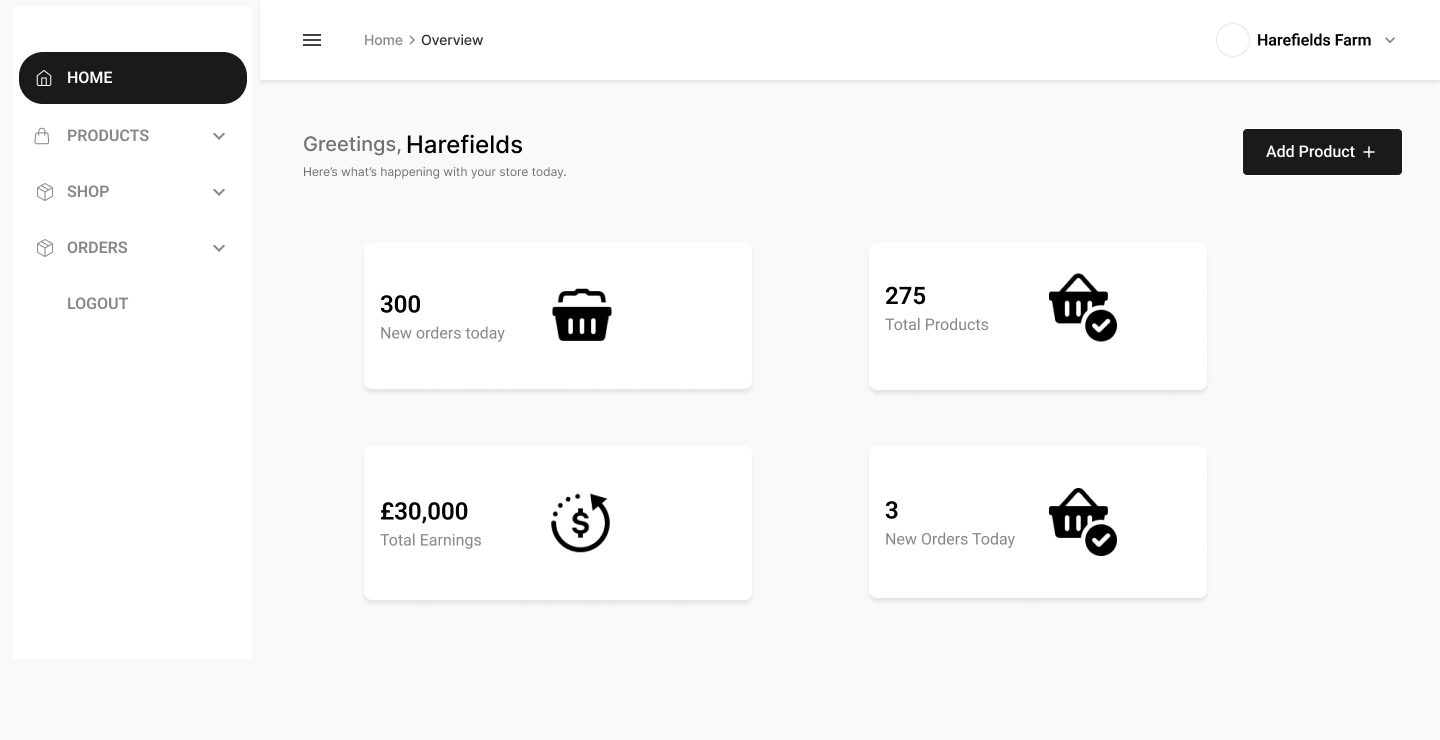 HOME
PRODUCTS
SHOP
ORDERS
LOGOUT
Home > Overview
Harefields Farm
Greetings, Harefields
Here's what's happening with your store today.
Add Product +
300
New orders today
275
Total Products
£30,000
Total Earnings
$
3
New Orders Today